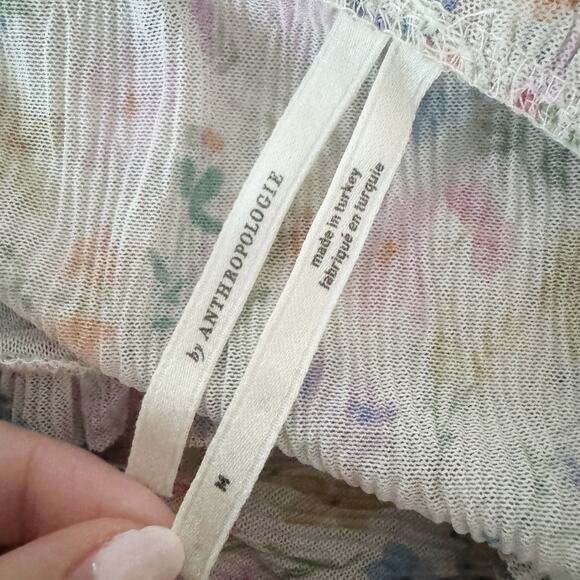 by ANTHROPOLOGIE
made in turkey
fabriqué en turquie
M